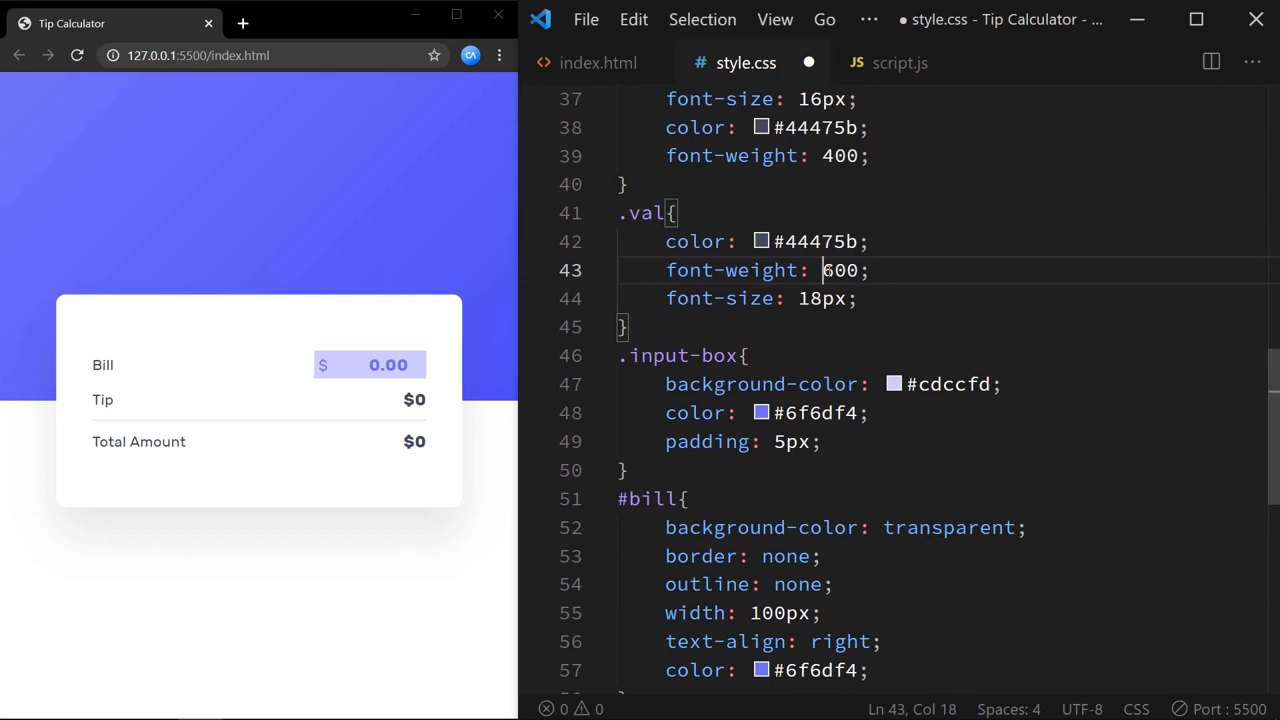 Tip Calculator
127.0.0.1:5500/index.html
CA
Bill
$ 0.00
Tip
$0
Total Amount
$0
File Edit Selection View Go ··· ● style.css - Tip Calculator - ...
<> index.html
# style.css ●
JS script.js
37 font-size: 16px;
38 color: #44475b;
39 font-weight: 400;
40 }
41 .val{
42 color: #44475b;
43 font-weight: 600;
44 font-size: 18px;
45 }
46 .input-box{
47 background-color: #cdccfd;
48 color: #6f6df4;
49 padding: 5px;
50 }
51 #bill{
52 background-color: transparent;
53 border: none;
54 outline: none;
55 width: 100px;
56 text-align: right;
57 color: #6f6df4;
0 0 Ln 43, Col 18 Spaces: 4 UTF-8 CSS Port : 5500